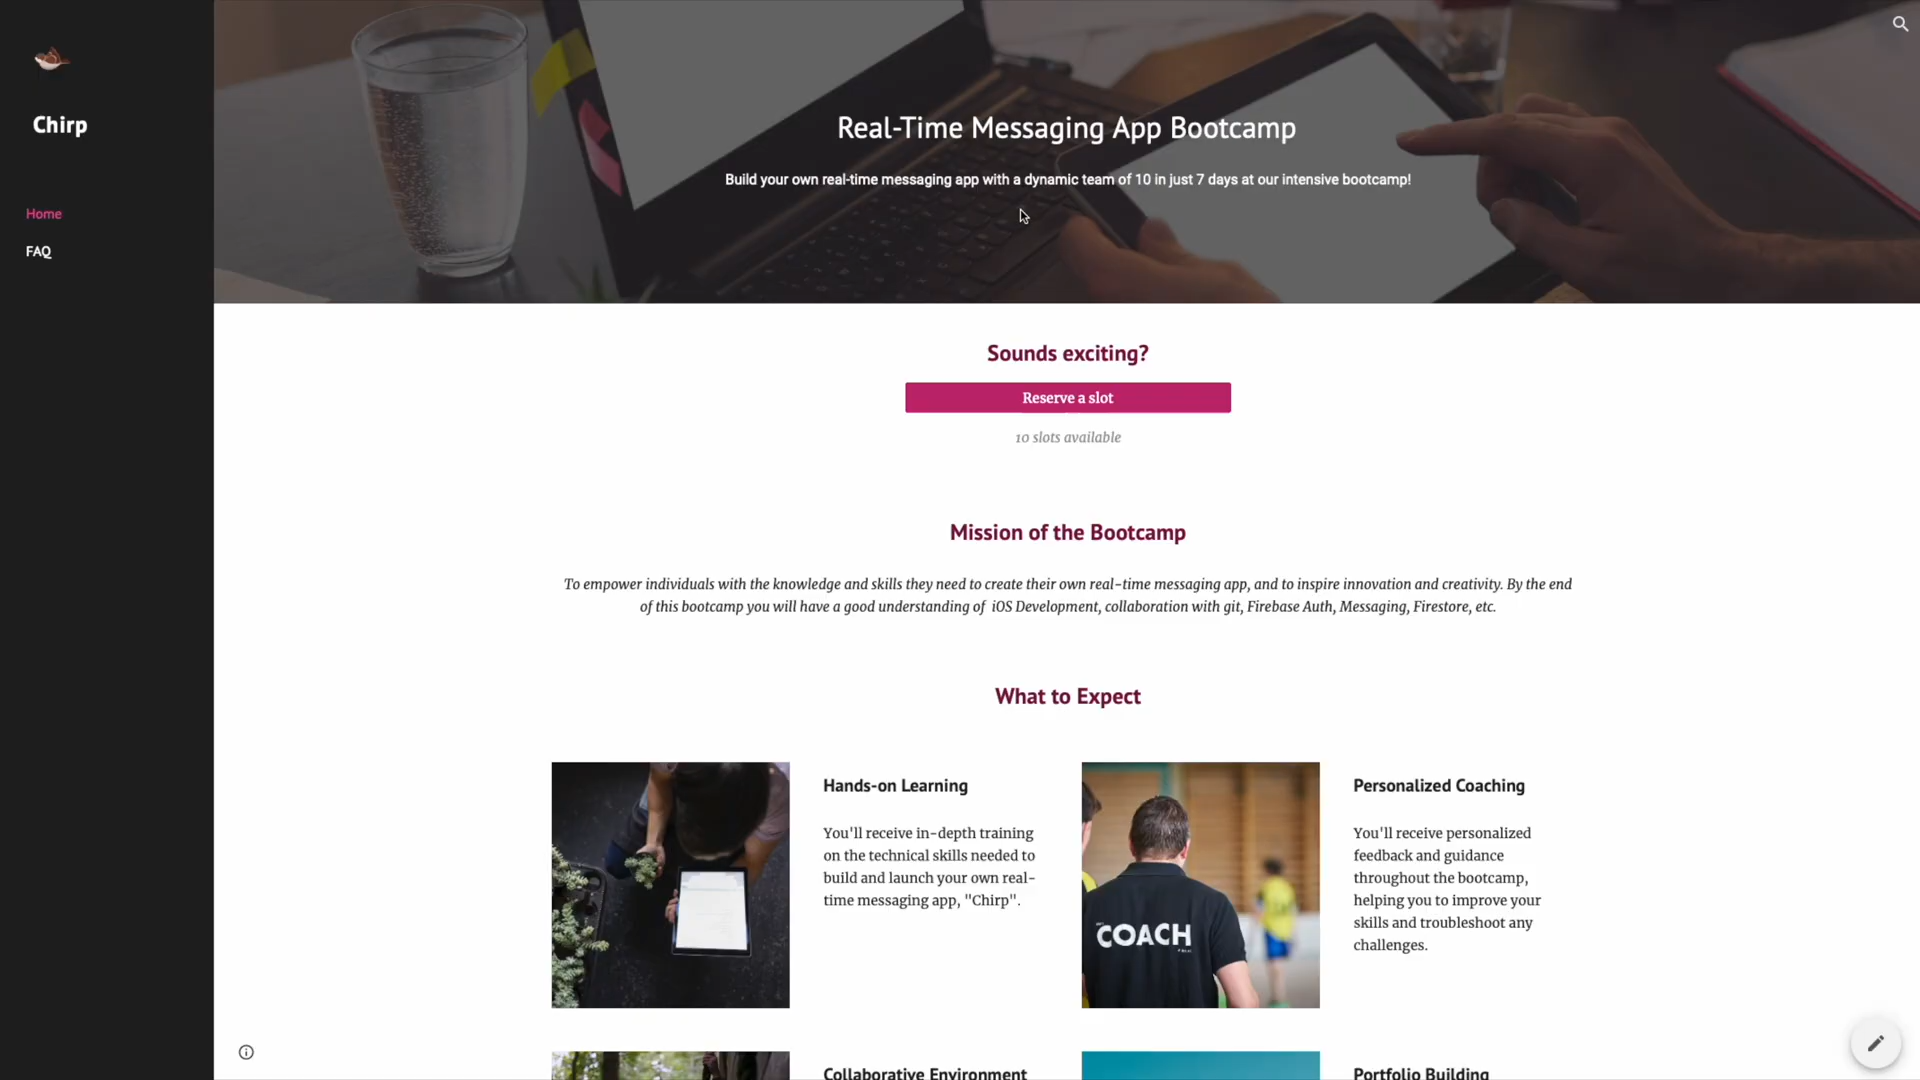 Chirp
Home
FAQ
Real-Time Messaging App Bootcamp
Build your own real-time messaging app with a dynamic team of 10 in just 7 days at our intensive bootcamp!
Sounds exciting?
Reserve a slot
10 slots available
Mission of the Bootcamp
To empower individuals with the knowledge and skills they need to create their own real-time messaging app, and to inspire innovation and creativity. By the end
of this bootcamp you will have a good understanding of iOS Development, collaboration with git, Firebase Auth, Messaging, Firestore, etc.
What to Expect
Hands-on Learning
You'll receive in-depth training
on the technical skills needed to
build and launch your own real-
time messaging app, "Chirp".
COACH
Personalized Coaching
You'll receive personalized
feedback and guidance
throughout the bootcamp,
helping you to improve your
skills and troubleshoot any
challenges.
Collaborative Environment
Portfolio Building